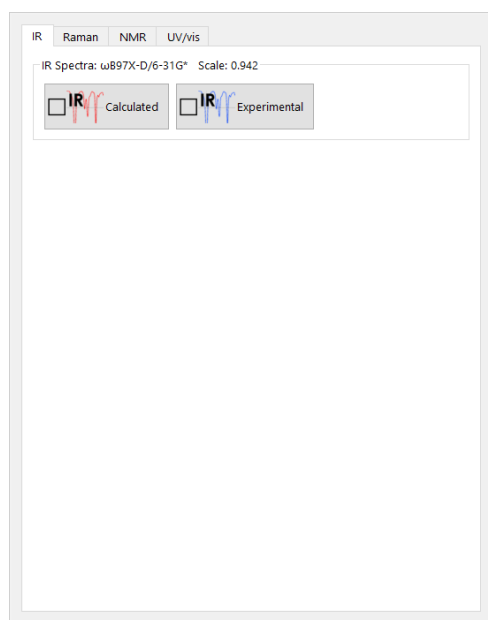 IR Raman NMR UV/vis
IR Spectra: ωB97X-D/6-31G* Scale: 0.942
IR Calculated IR Experimental